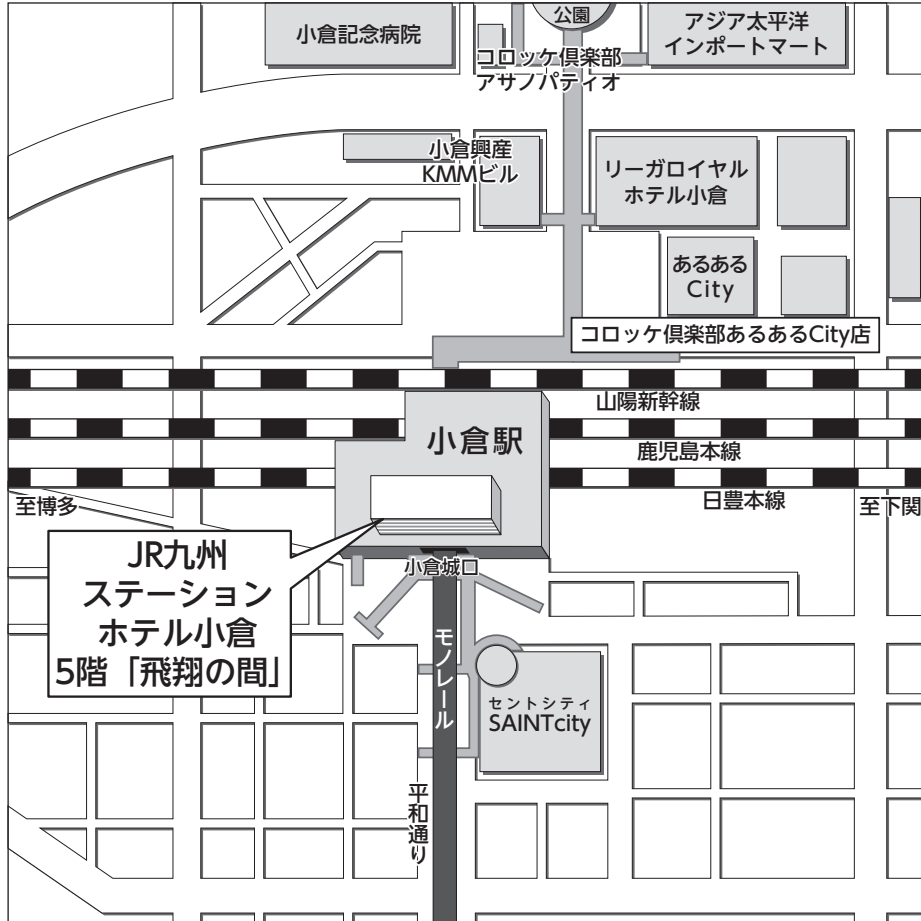 公園
小倉記念病院
アジア太平洋
インポートマート
コロッケ倶楽部
アサノパティオ
小倉興産
KMMビル
リーガロイヤル
ホテル小倉
あるある
City
コロッケ倶楽部あるあるCity店
山陽新幹線
小倉駅
鹿児島本線
日豊本線
至博多
至下関
JR九州
ステーション
ホテル小倉
5階「飛翔の間」
小倉城口
モノレール
セントシティ
SAINTcity
平和通り